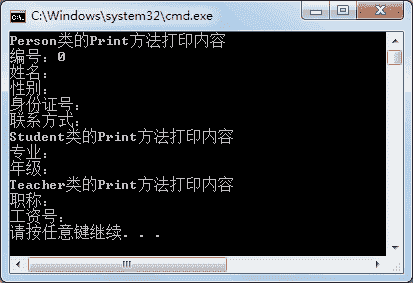 C:\Windows\system32\cmd.exe
Person类的Print方法打印内容
编号：0
姓名：
性别：
身份证号：
联系方式：
Student类的Print方法打印内容
专业：
年级：
Teacher类的Print方法打印内容
职称：
工资号：
请按任意键继续. . .